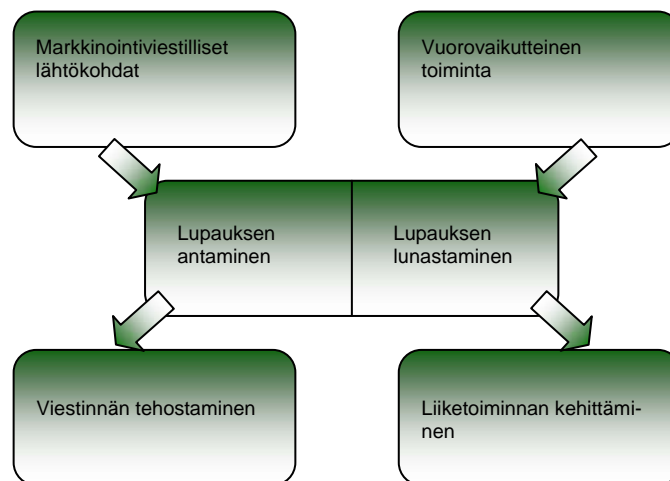 Markkinointiviestilliset
lähtökohdat
Vuorovaikutteinen
toiminta
Lupauksen
antaminen
Lupauksen
lunastaminen
Viestinnän tehostaminen
Liiketoiminnan kehittämi-
nen